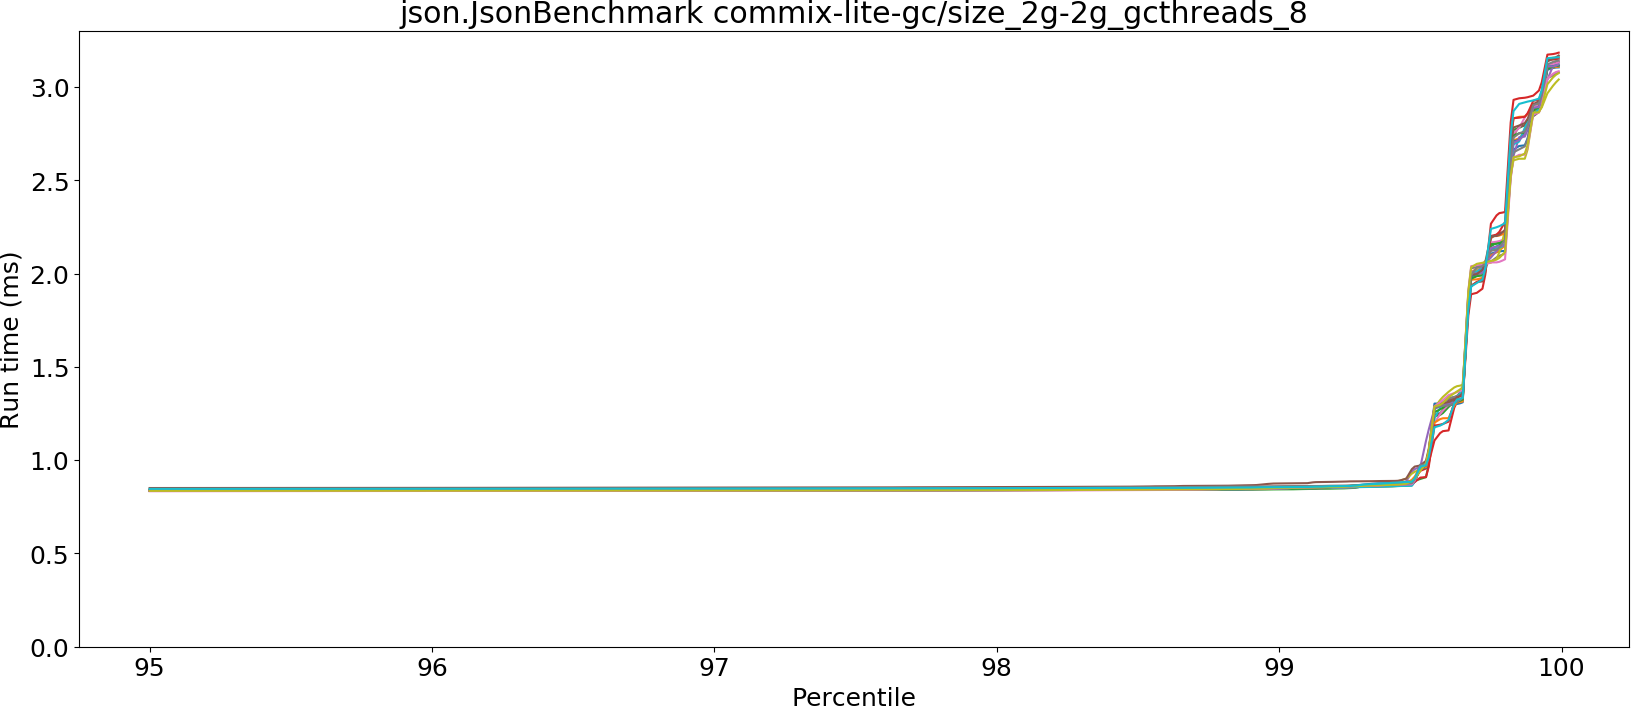 json.JsonBenchmark commix-lite-gc/size_2g-2g_gcthreads_8
Run time (ms)
3.0
2.5
2.0
1.5
1.0
0.5
0.0
95 96 97 98 99 100
Percentile